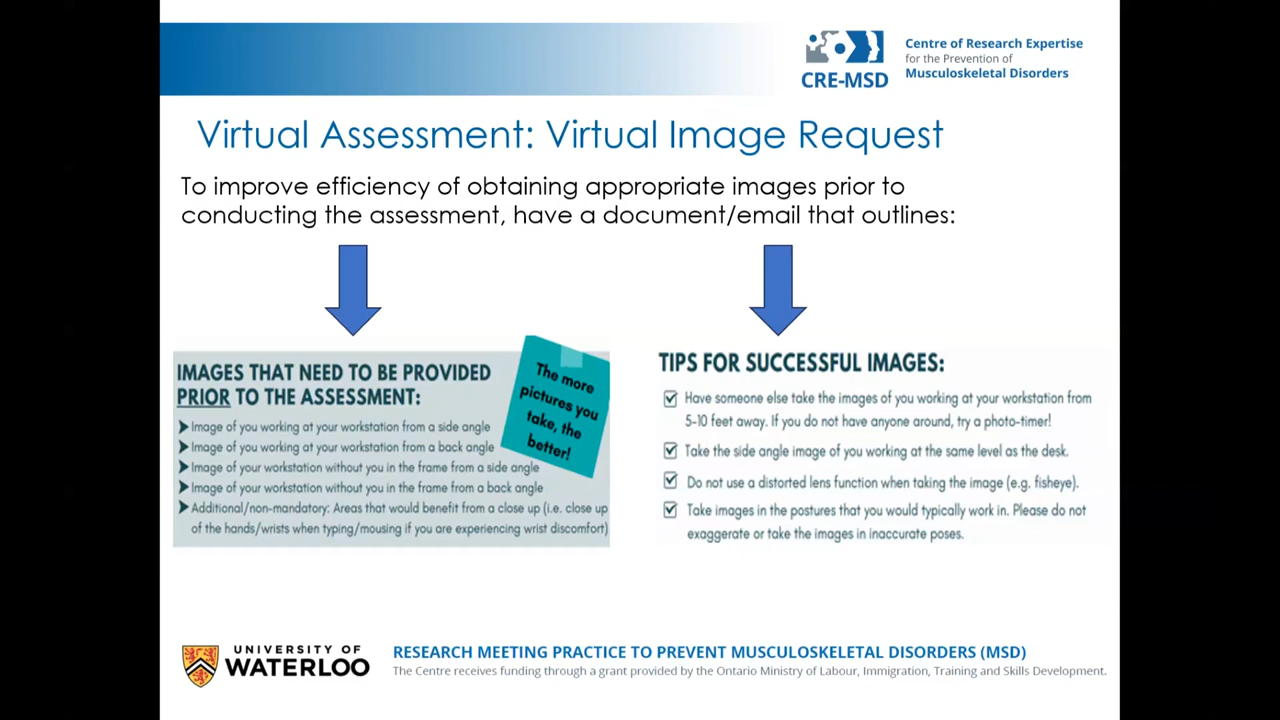 CRE-MSD
Centre of Research Expertise
for the Prevention of
Musculoskeletal Disorders
Virtual Assessment: Virtual Image Request
To improve efficiency of obtaining appropriate images prior to
conducting the assessment, have a document/email that outlines:
IMAGES THAT NEED TO BE PROVIDED
PRIOR TO THE ASSESSMENT:
Image of you working at your workstation from a side angle
Image of you working at your workstation from a back angle
Image of your workstation without you in the frame from a side angle
Image of your workstation without you in the frame from a back angle
Additional/non-mandatory: Areas that would benefit from a close up (i.e. close up
of the hands/wrists when typing/mousing if you are experiencing wrist discomfort)
The more
pictures you
take, the
better!
TIPS FOR SUCCESSFUL IMAGES:
Have someone else take the images of you working at your workstation from
5-10 feet away. If you do not have anyone around, try a photo-timer!
Take the side angle image of you working at the same level as the desk.
Do not use a distorted lens function when taking the image (e.g. fisheye).
Take images in the postures that you would typically work in. Please do not
exaggerate or take the images in inaccurate poses.
UNIVERSITY OF
WATERLOO
RESEARCH MEETING PRACTICE TO PREVENT MUSCULOSKELETAL DISORDERS (MSD)
The Centre receives funding through a grant provided by the Ontario Ministry of Labour, Immigration, Training and Skills Development.